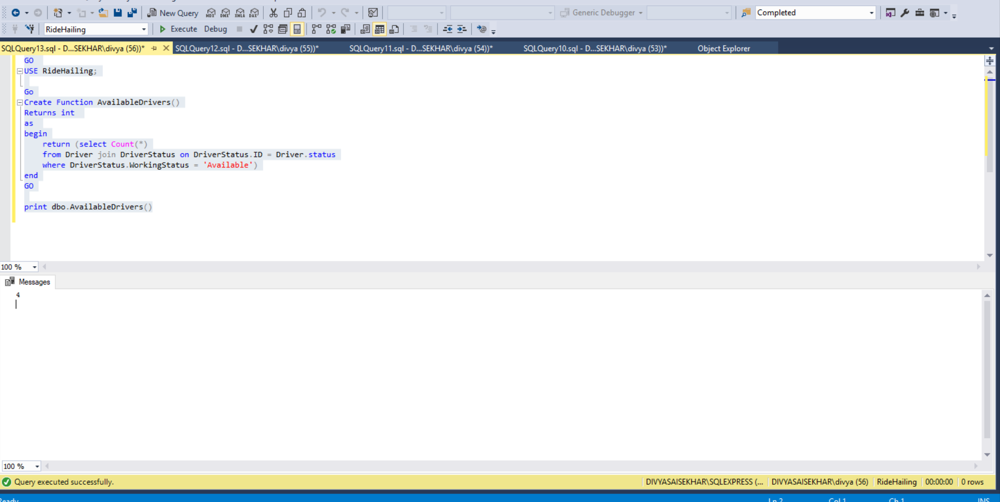 New Query
MDX DMX XMLA DAX
Generic Debugger
Completed
RideHailing
Execute Debug
SQLQuery13.sql - D...SEKHAR\divya (56))*
SQLQuery12.sql - D...SEKHAR\divya (55))*
SQLQuery11.sql - D...SEKHAR\divya (54))*
SQLQuery10.sql - D...SEKHAR\divya (53))*
Object Explorer
GO
USE RideHailing;
Go
Create Function AvailableDrivers()
Returns int
as
begin
return (select Count(*)
from Driver join DriverStatus on DriverStatus.ID = Driver.status
where DriverStatus.WorkingStatus = 'Available')
end
GO
print dbo.AvailableDrivers()
100 %
Messages
4
100 %
Query executed successfully.
DIVYASAISEKHAR\SQLEXPRESS (...
DIVYASAISEKHAR\divya (56)
RideHailing
00:00:00
0 rows
Ready
Ln 2
Col 1
Ch 1
INS